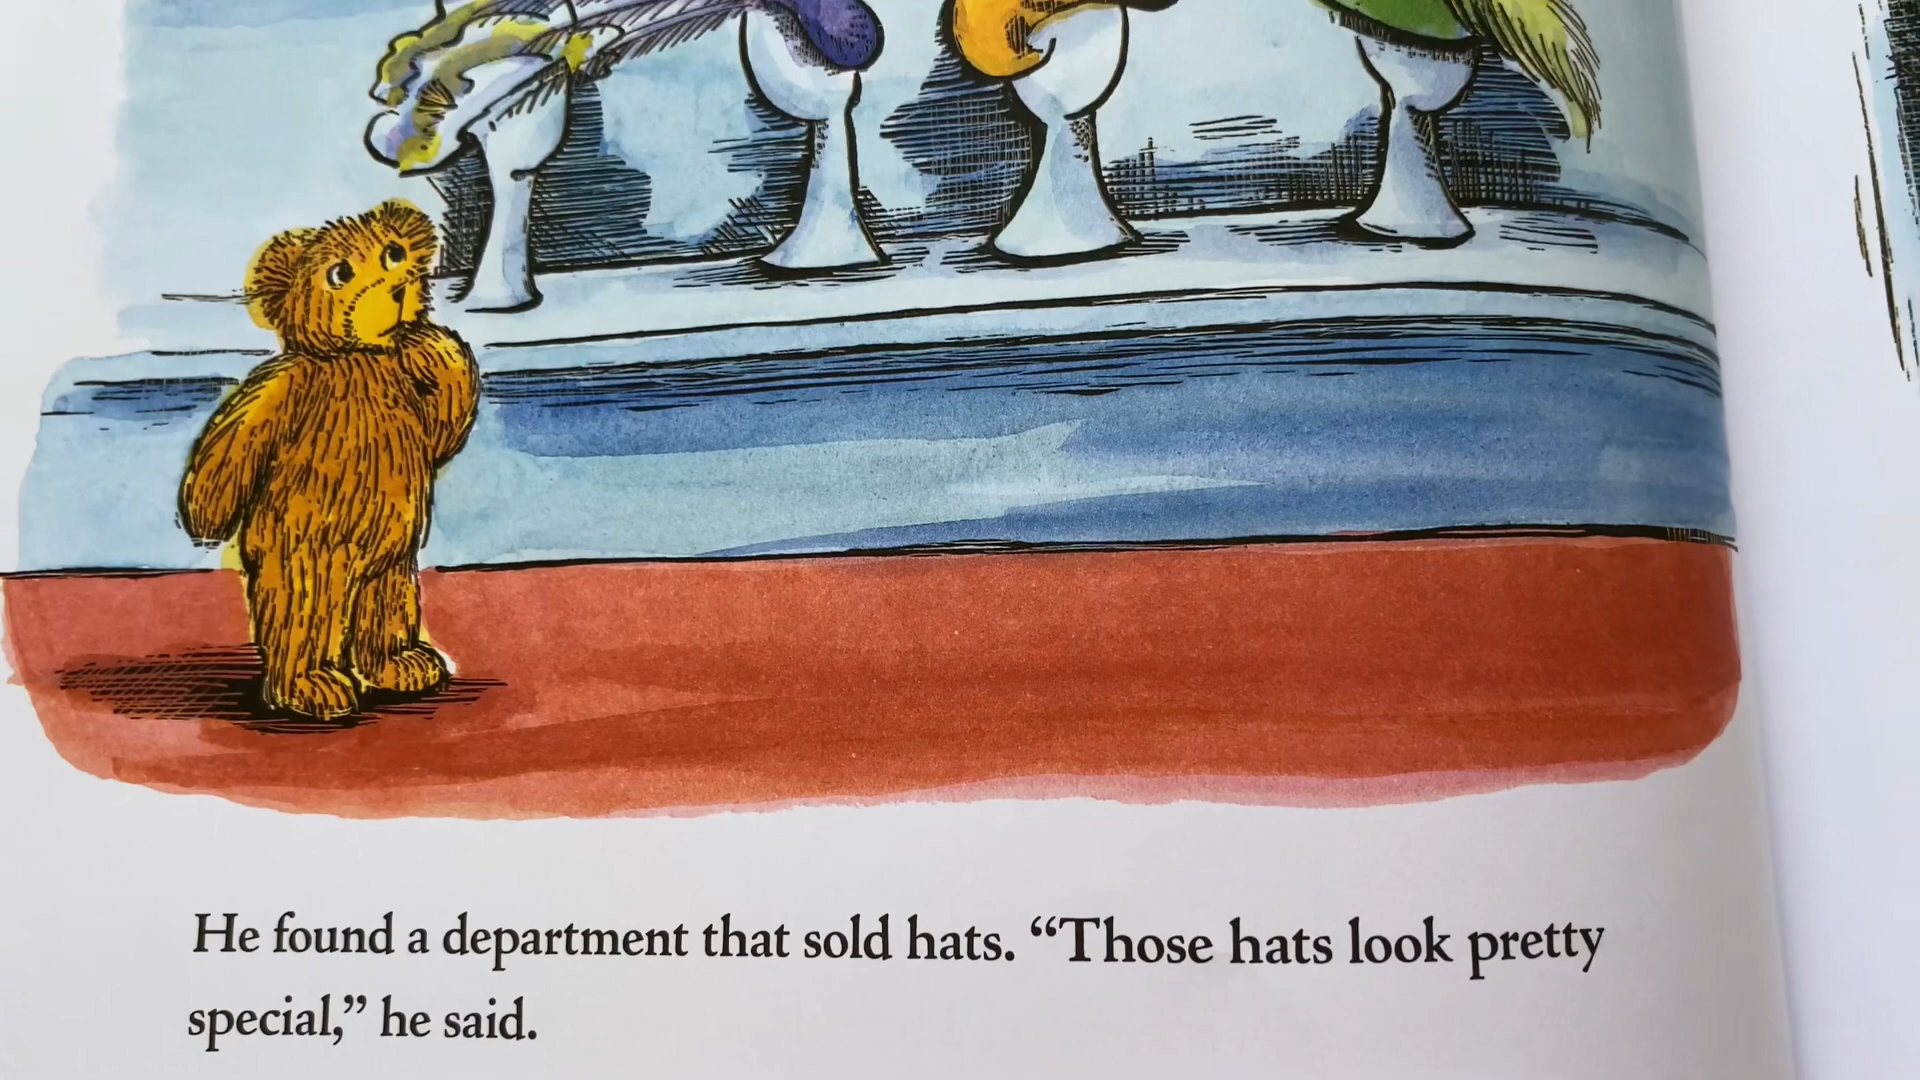 He found a department that sold hats. “Those hats look pretty
special,” he said.